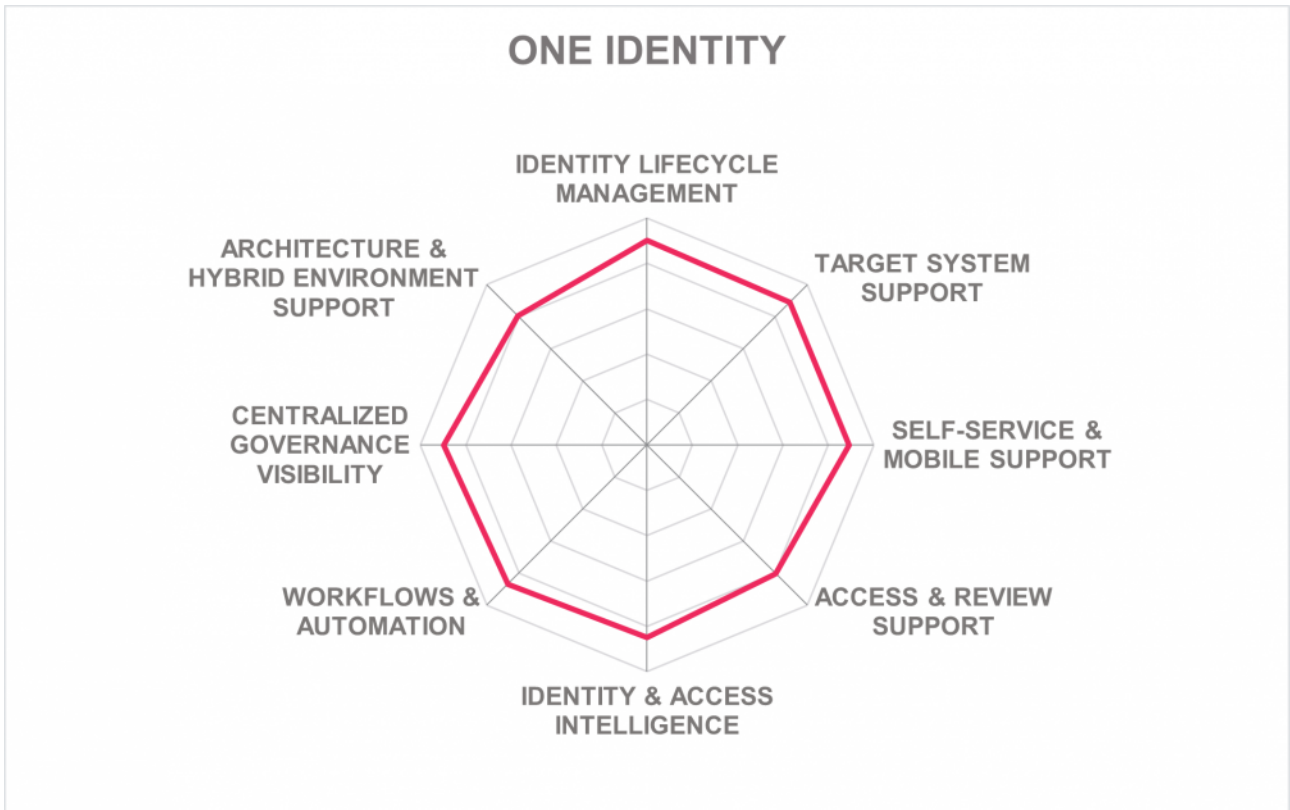 ONE IDENTITY
IDENTITY LIFECYCLE
MANAGEMENT
TARGET SYSTEM
SUPPORT
SELF-SERVICE &
MOBILE SUPPORT
ACCESS & REVIEW
SUPPORT
IDENTITY & ACCESS
INTELLIGENCE
WORKFLOWS &
AUTOMATION
CENTRALIZED
GOVERNANCE
VISIBILITY
ARCHITECTURE &
HYBRID ENVIRONMENT
SUPPORT